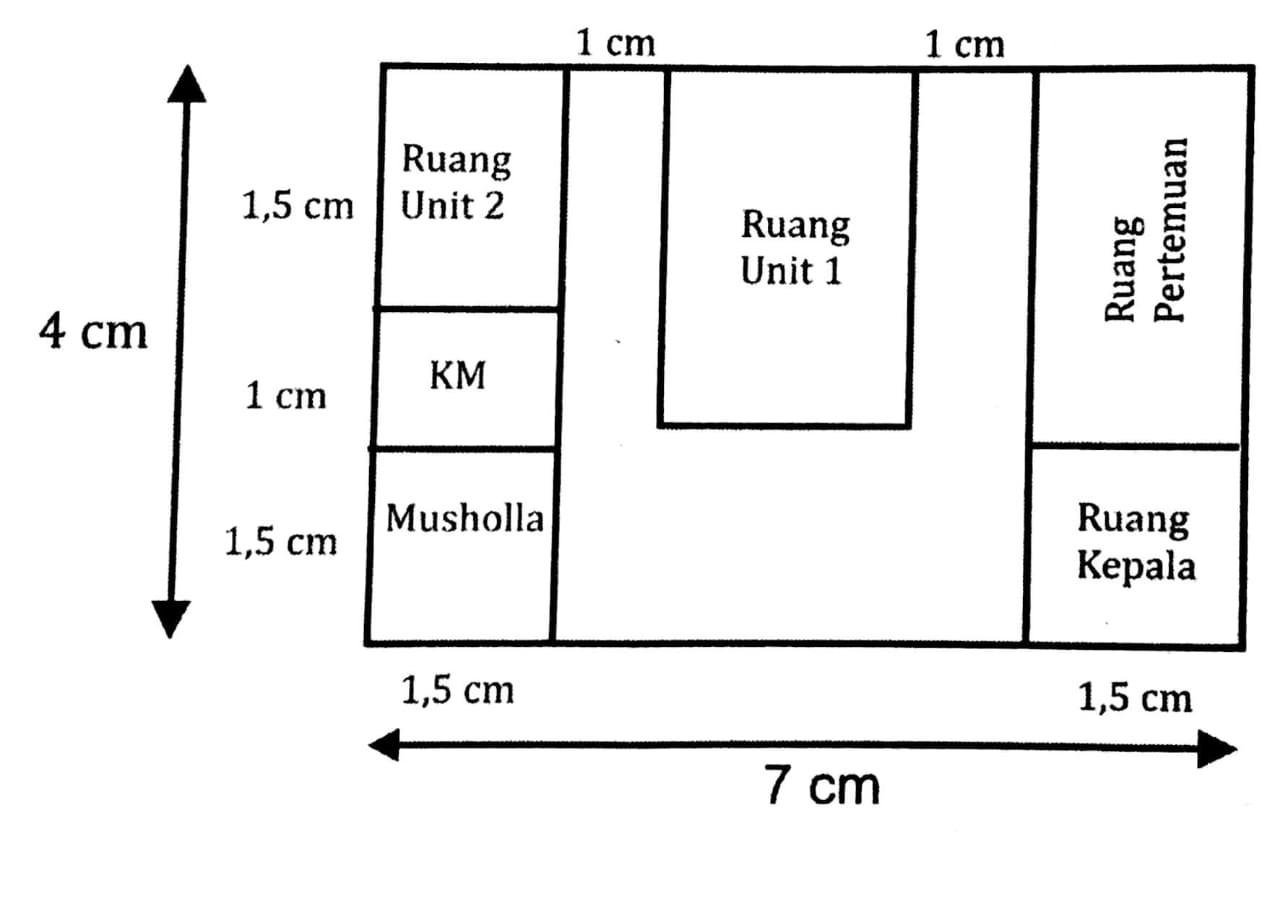 1 cm
1 cm
Ruang
Unit 2
1,5 cm
Ruang
Unit 1
Ruang
Pertemuan
4 cm
KM
1 cm
Musholla
1,5 cm
Ruang
Kepala
1,5 cm
1,5 cm
7 cm